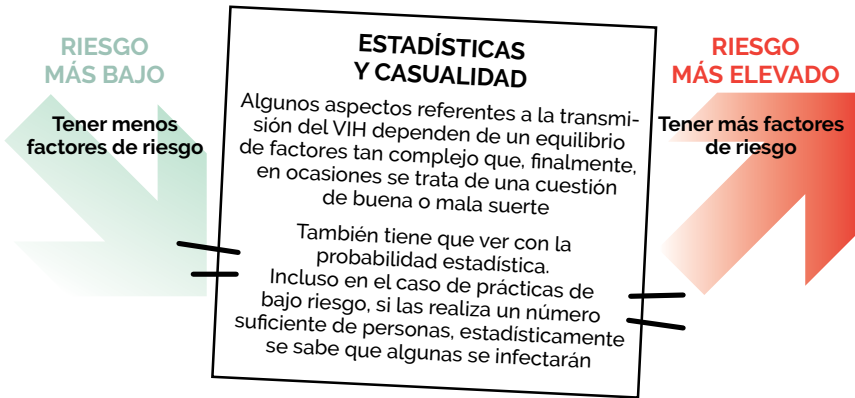 RIESGO
MÁS BAJO
Tener menos
factores de riesgo
ESTADÍSTICAS
Y CASUALIDAD
Algunos aspectos referentes a la transmi-
sión del VIH dependen de un equilibrio
de factores tan complejo que, finalmente,
en ocasiones se trata de una cuestión
de buena o mala suerte
También tiene que ver con la
probabilidad estadística.
Incluso en el caso de prácticas de
bajo riesgo, si las realiza un número
suficiente de personas, estadísticamente
se sabe que algunas se infectarán
RIESGO
MÁS ELEVADO
Tener más factores
de riesgo